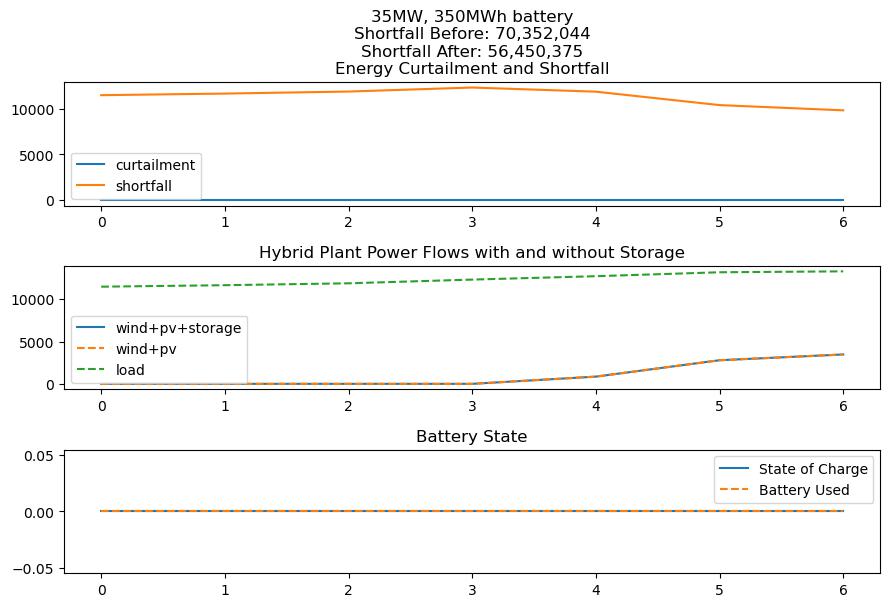 35MW, 350MWh battery
Shortfall Before: 70,352,044
Shortfall After: 56,450,375
Energy Curtailment and Shortfall
10000
5000
0
curtailment
shortfall
0 1 2 3 4 5 6
Hybrid Plant Power Flows with and without Storage
10000
5000
0
wind+pv+storage
wind+pv
load
0 1 2 3 4 5 6
Battery State
0.05
0.00
−0.05
State of Charge
Battery Used
0 1 2 3 4 5 6